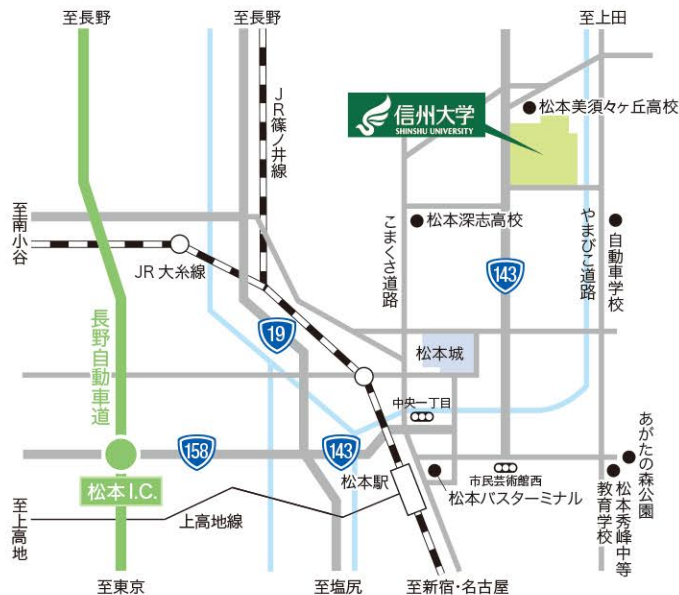 至長野
至長野
至上田
JR篠ノ井線
信州大学
SHINSHU UNIVERSITY
松本美須々ヶ丘高校
至南小谷
JR大糸線
こまくさ道路
松本深志高校
143
やまびこ道路
自動車学校
長野自動車道
19
松本城
中央一丁目
158
143
松本I.C.
松本駅
松本バスターミナル
市民芸術館西
あがたの森公園
松本秀峰中等
教育学校
至上高地
上高地線
至東京
至塩尻
至新宿・名古屋